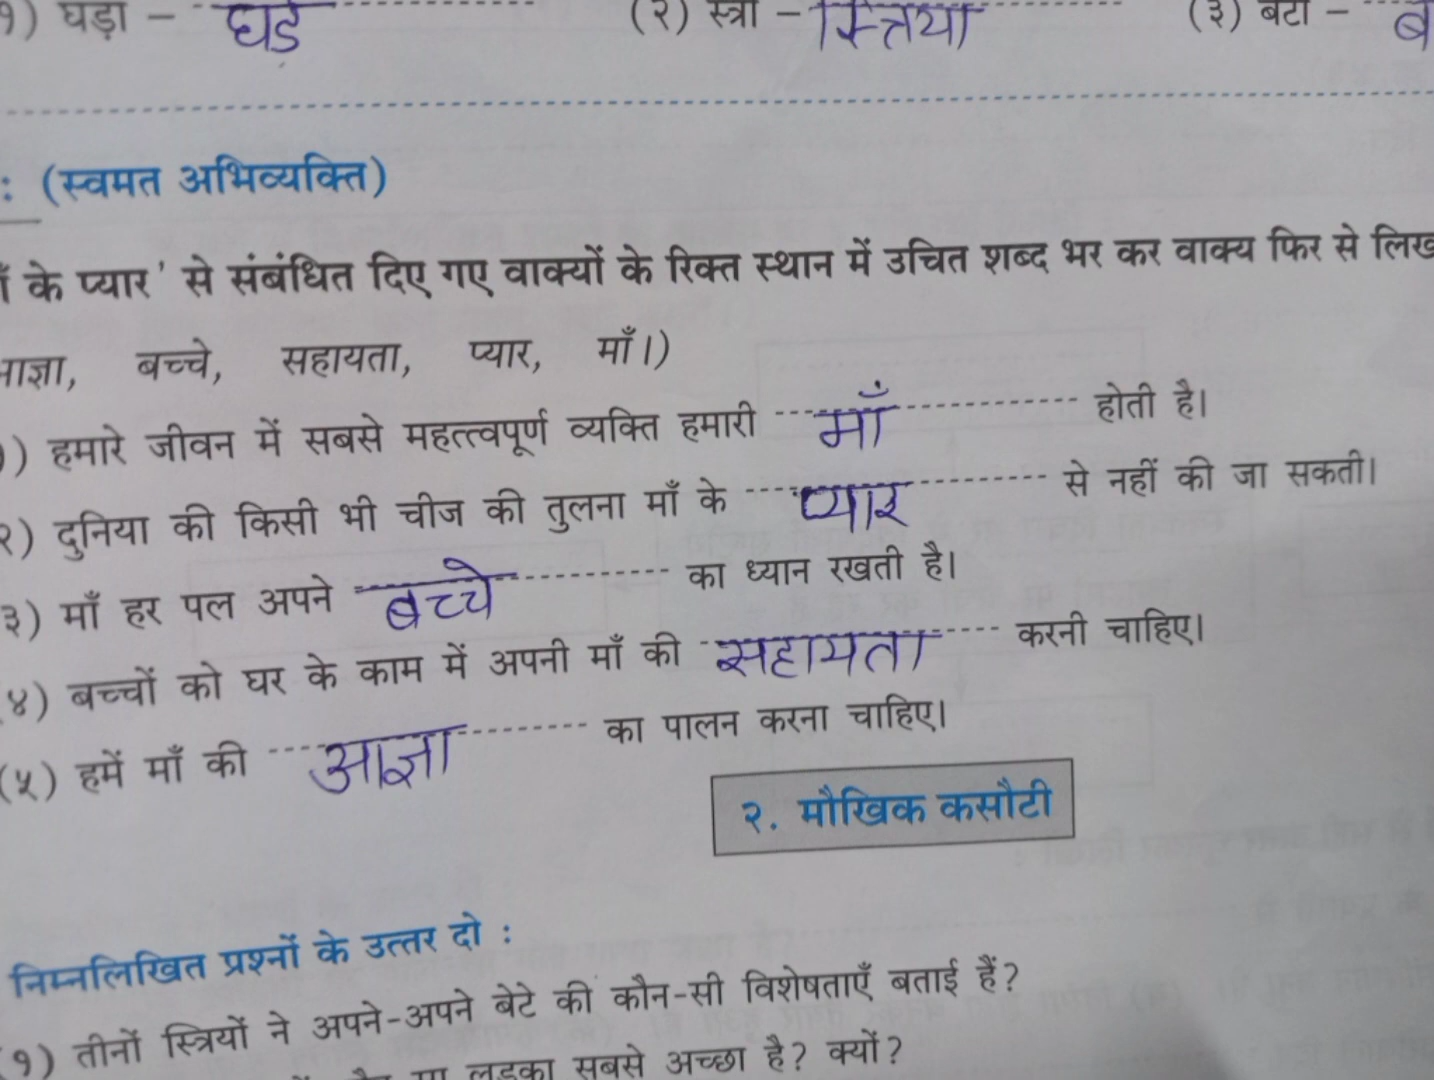 १) घड़ा - घड़े (२) स्त्री - स्त्रिया (३) बेटा -
: (स्वमत अभिव्यक्ति)
के प्यार' से संबंधित दिए गए वाक्यों के रिक्त स्थान में उचित शब्द भर कर वाक्य फिर से लिख
आज्ञा, बच्चे, सहायता, प्यार, माँ।)
१) हमारे जीवन में सबसे महत्त्वपूर्ण व्यक्ति हमारी माँ होती है।
२) दुनिया की किसी भी चीज की तुलना माँ के प्यार से नहीं की जा सकती।
३) माँ हर पल अपने बच्चे का ध्यान रखती है।
(४) बच्चों को घर के काम में अपनी माँ की सहायता करनी चाहिए।
(५) हमें माँ की आज्ञा का पालन करना चाहिए।
२. मौखिक कसौटी
निम्नलिखित प्रश्नों के उत्तर दो :
(१) तीनों स्त्रियों ने अपने-अपने बेटे की कौन-सी विशेषताएँ बताई हैं?
लड़का सबसे अच्छा है? क्यों?